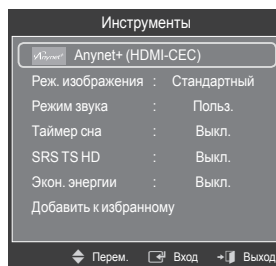 Инструменты
Anynet+ Anynet+ (HDMI-CEC)
Реж. изображения : Стандартный
Режим звука : Польз.
Таймер сна : Выкл.
SRS TS HD : Выкл.
Экон. энергии : Выкл.
Добавить к избранному
Перем. Вход Выход